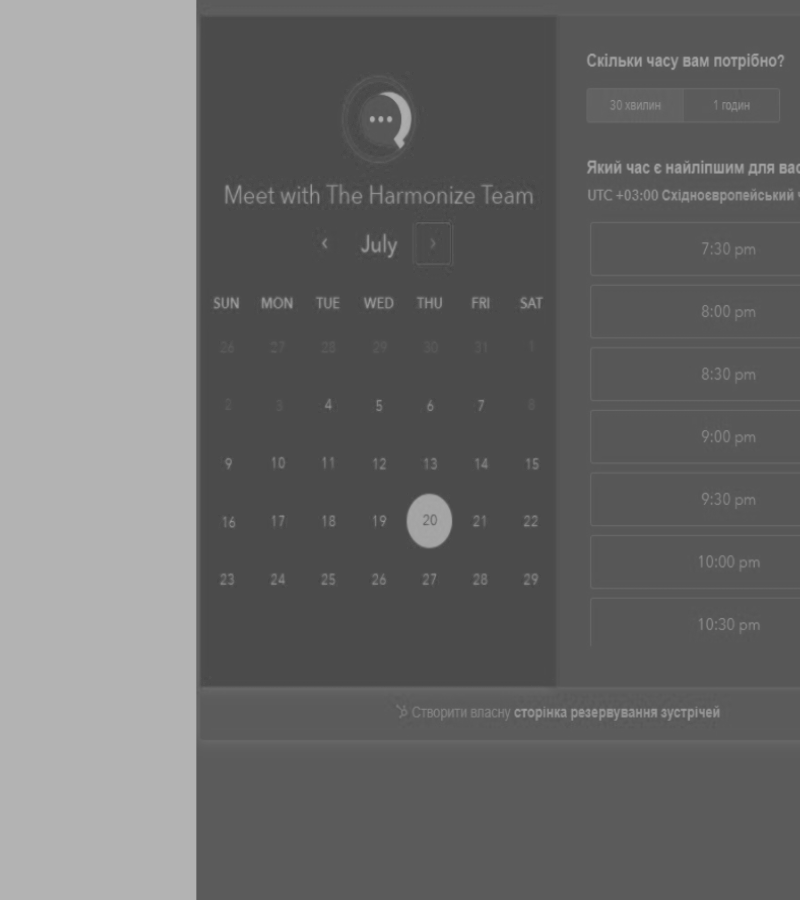 Meet with The Harmonize Team
‹ July ›
SUN MON TUE WED THU FRI SAT
26 27 28 29 30 31 1
2 3 4 5 6 7 8
9 10 11 12 13 14 15
16 17 18 19 20 21 22
23 24 25 26 27 28 29
Скільки часу вам потрібно?
30 хвилин 1 годин
Який час є найліпшим для вас
UTC +03:00 Східноєвропейський
7:30 pm
8:00 pm
8:30 pm
9:00 pm
9:30 pm
10:00 pm
10:30 pm
Створити власну сторінка резервування зустрічей